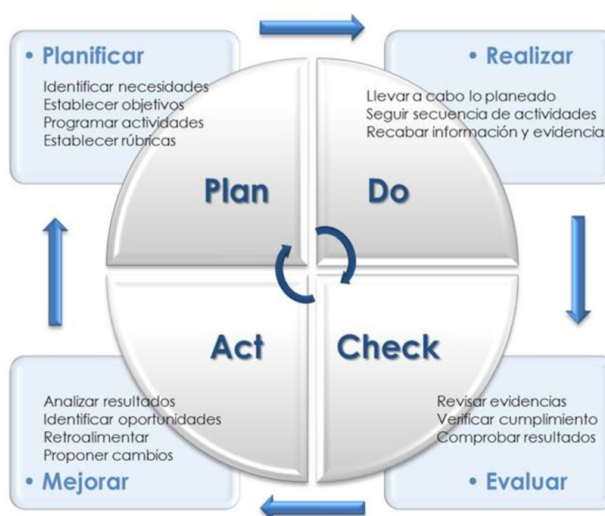 • Planificar
Identificar necesidades
Establecer objetivos
Programar actividades
Establecer rúbricas
• Realizar
Llevar a cabo lo planeado
Seguir secuencia de actividades
Recabar información y evidencias
Plan
Do
Act
Check
Analizar resultados
Identificar oportunidades
Retroalimentar
Proponer cambios
• Mejorar
Revisar evidencias
Verificar cumplimiento
Comprobar resultados
• Evaluar